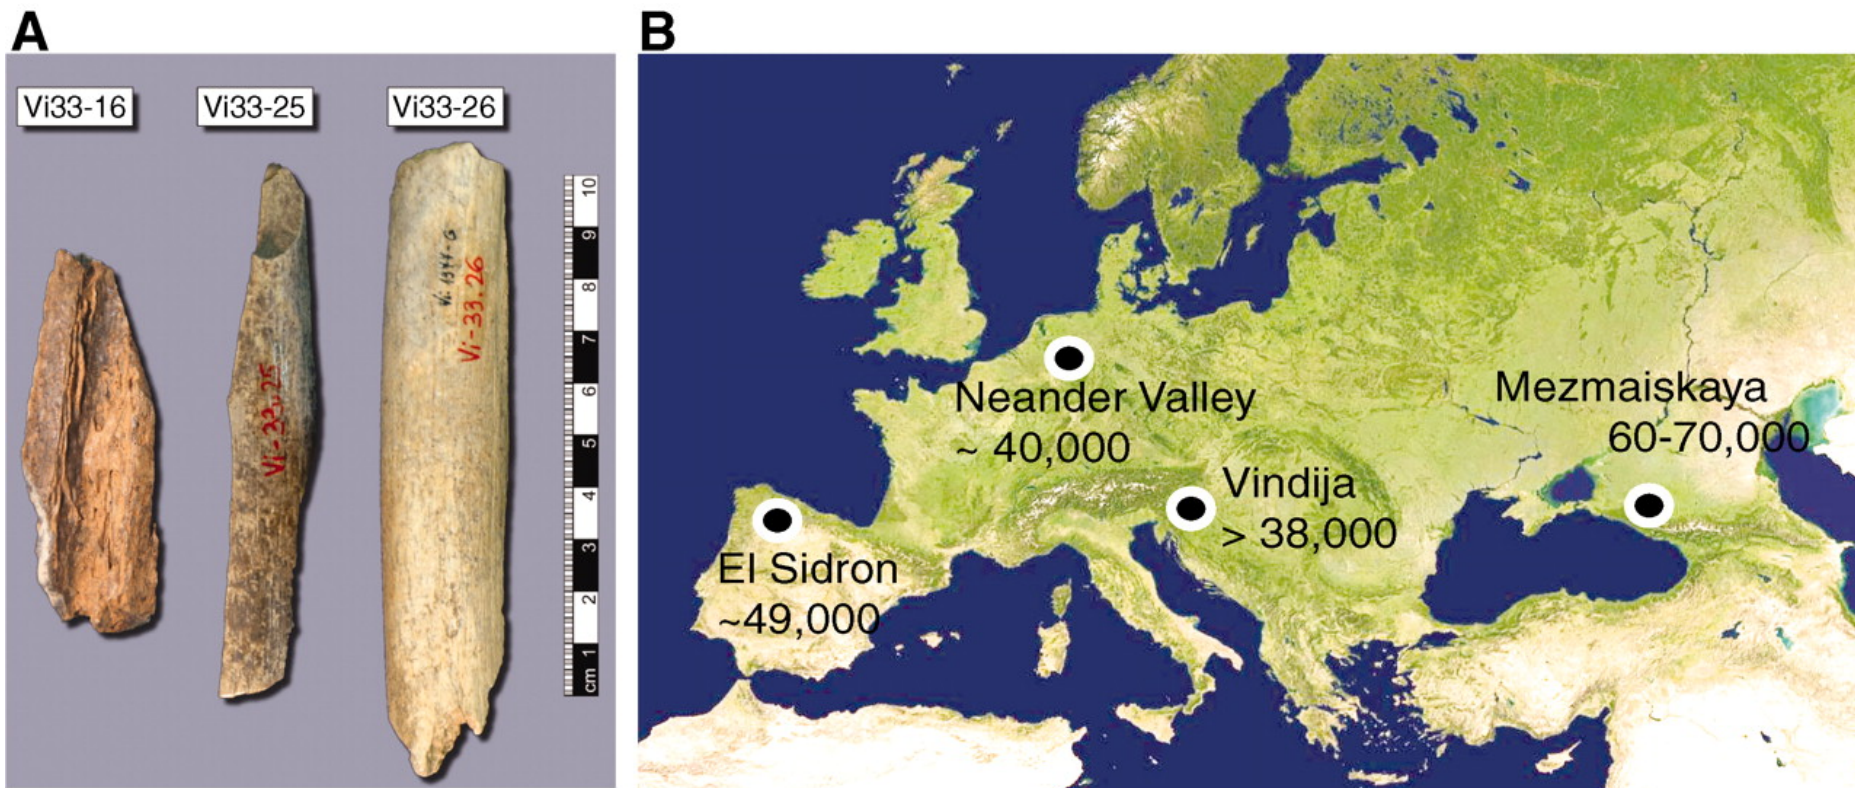 A
Vi33-16
Vi33-25
Vi33-26
Vi-33.25
Vi-33.26
10
9
8
7
6
5
4
3
2
1
cm
B
Neander Valley
~ 40,000
Mezmaiskaya
60-70,000
Vindija
> 38,000
El Sidron
~49,000